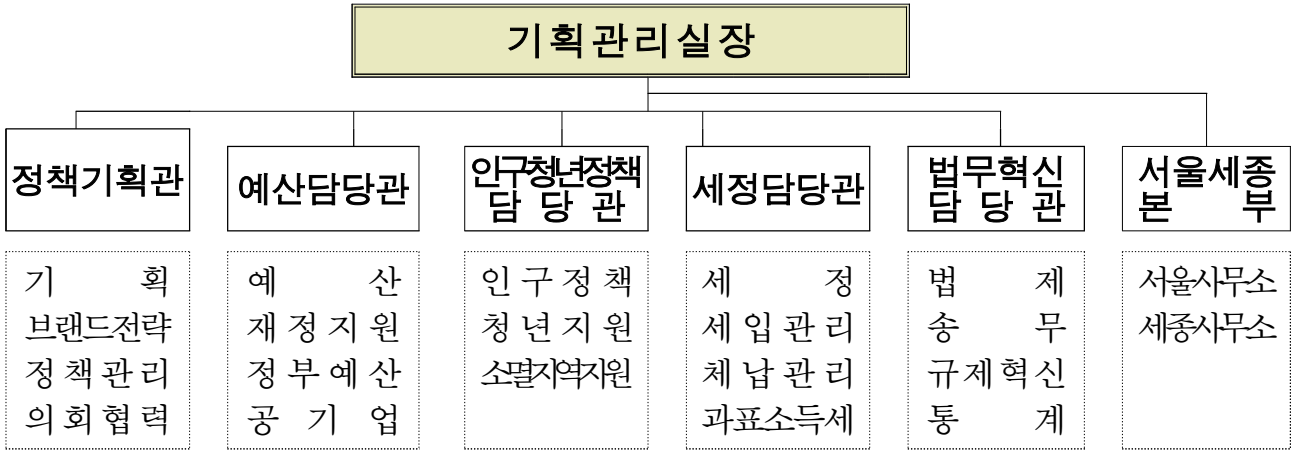 기획관리실장
정책기획관
예산담당관
인구청년정책
담당관
세정담당관
법무혁신
담당관
서울세종
본부
기획
브랜드전략
정책관리
의회협력
예산
재정지원
정부예산
공기업
인구정책
청년지원
소멸지역지원
세정
세입관리
체납관리
과표소득세
법제
송무
규제혁신
통계
서울사무소
세종사무소